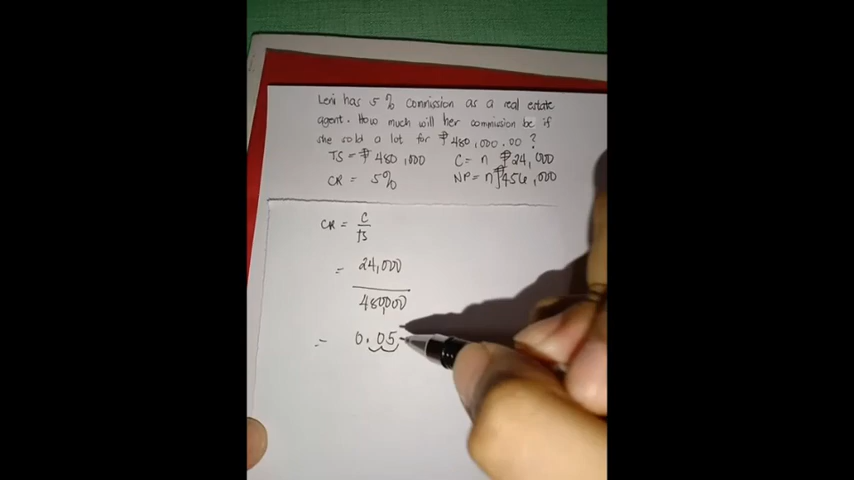 Leni has 5% commission as a real estate
agent. How much will her commission be if
she sold a lot for ₱480,000.00?
TS = ₱480,000 C = n ₱24,000
CR = 5% NP = n ₱456,000
CR = C
TS
= 24,000
480,000
= 0.05